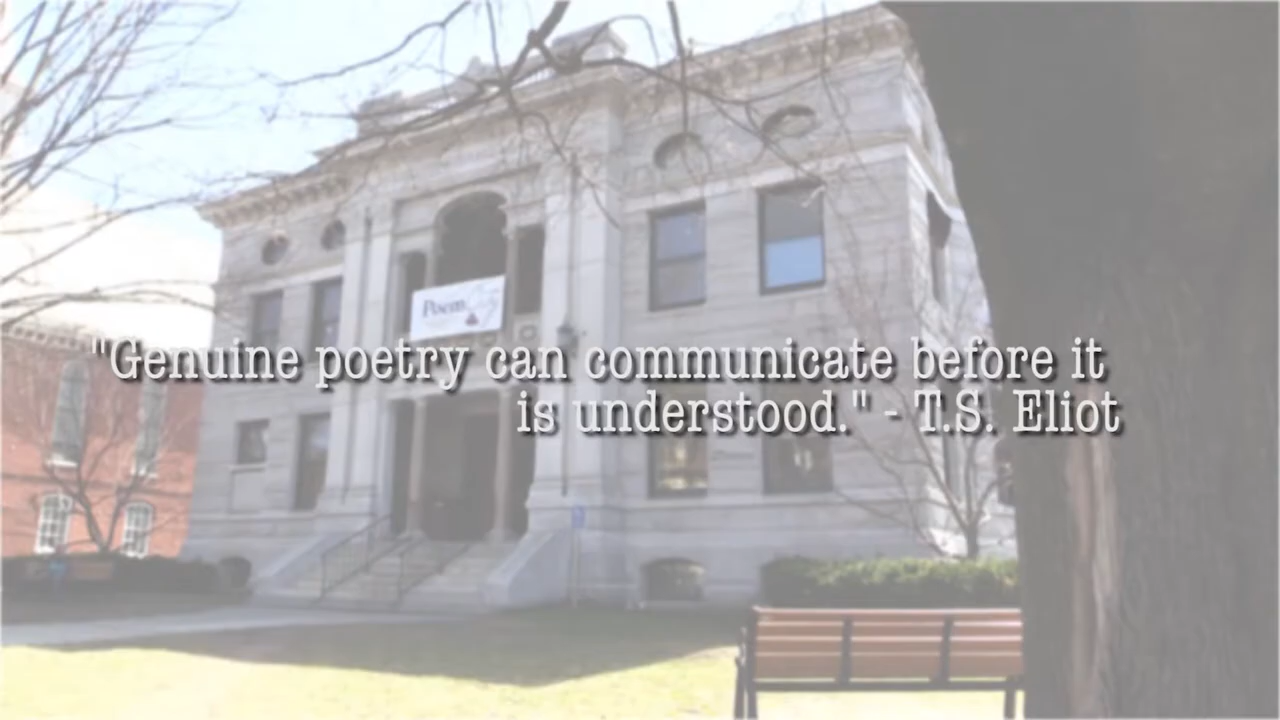 Poem
"Genuine poetry can communicate before it
is understood." - T.S. Eliot